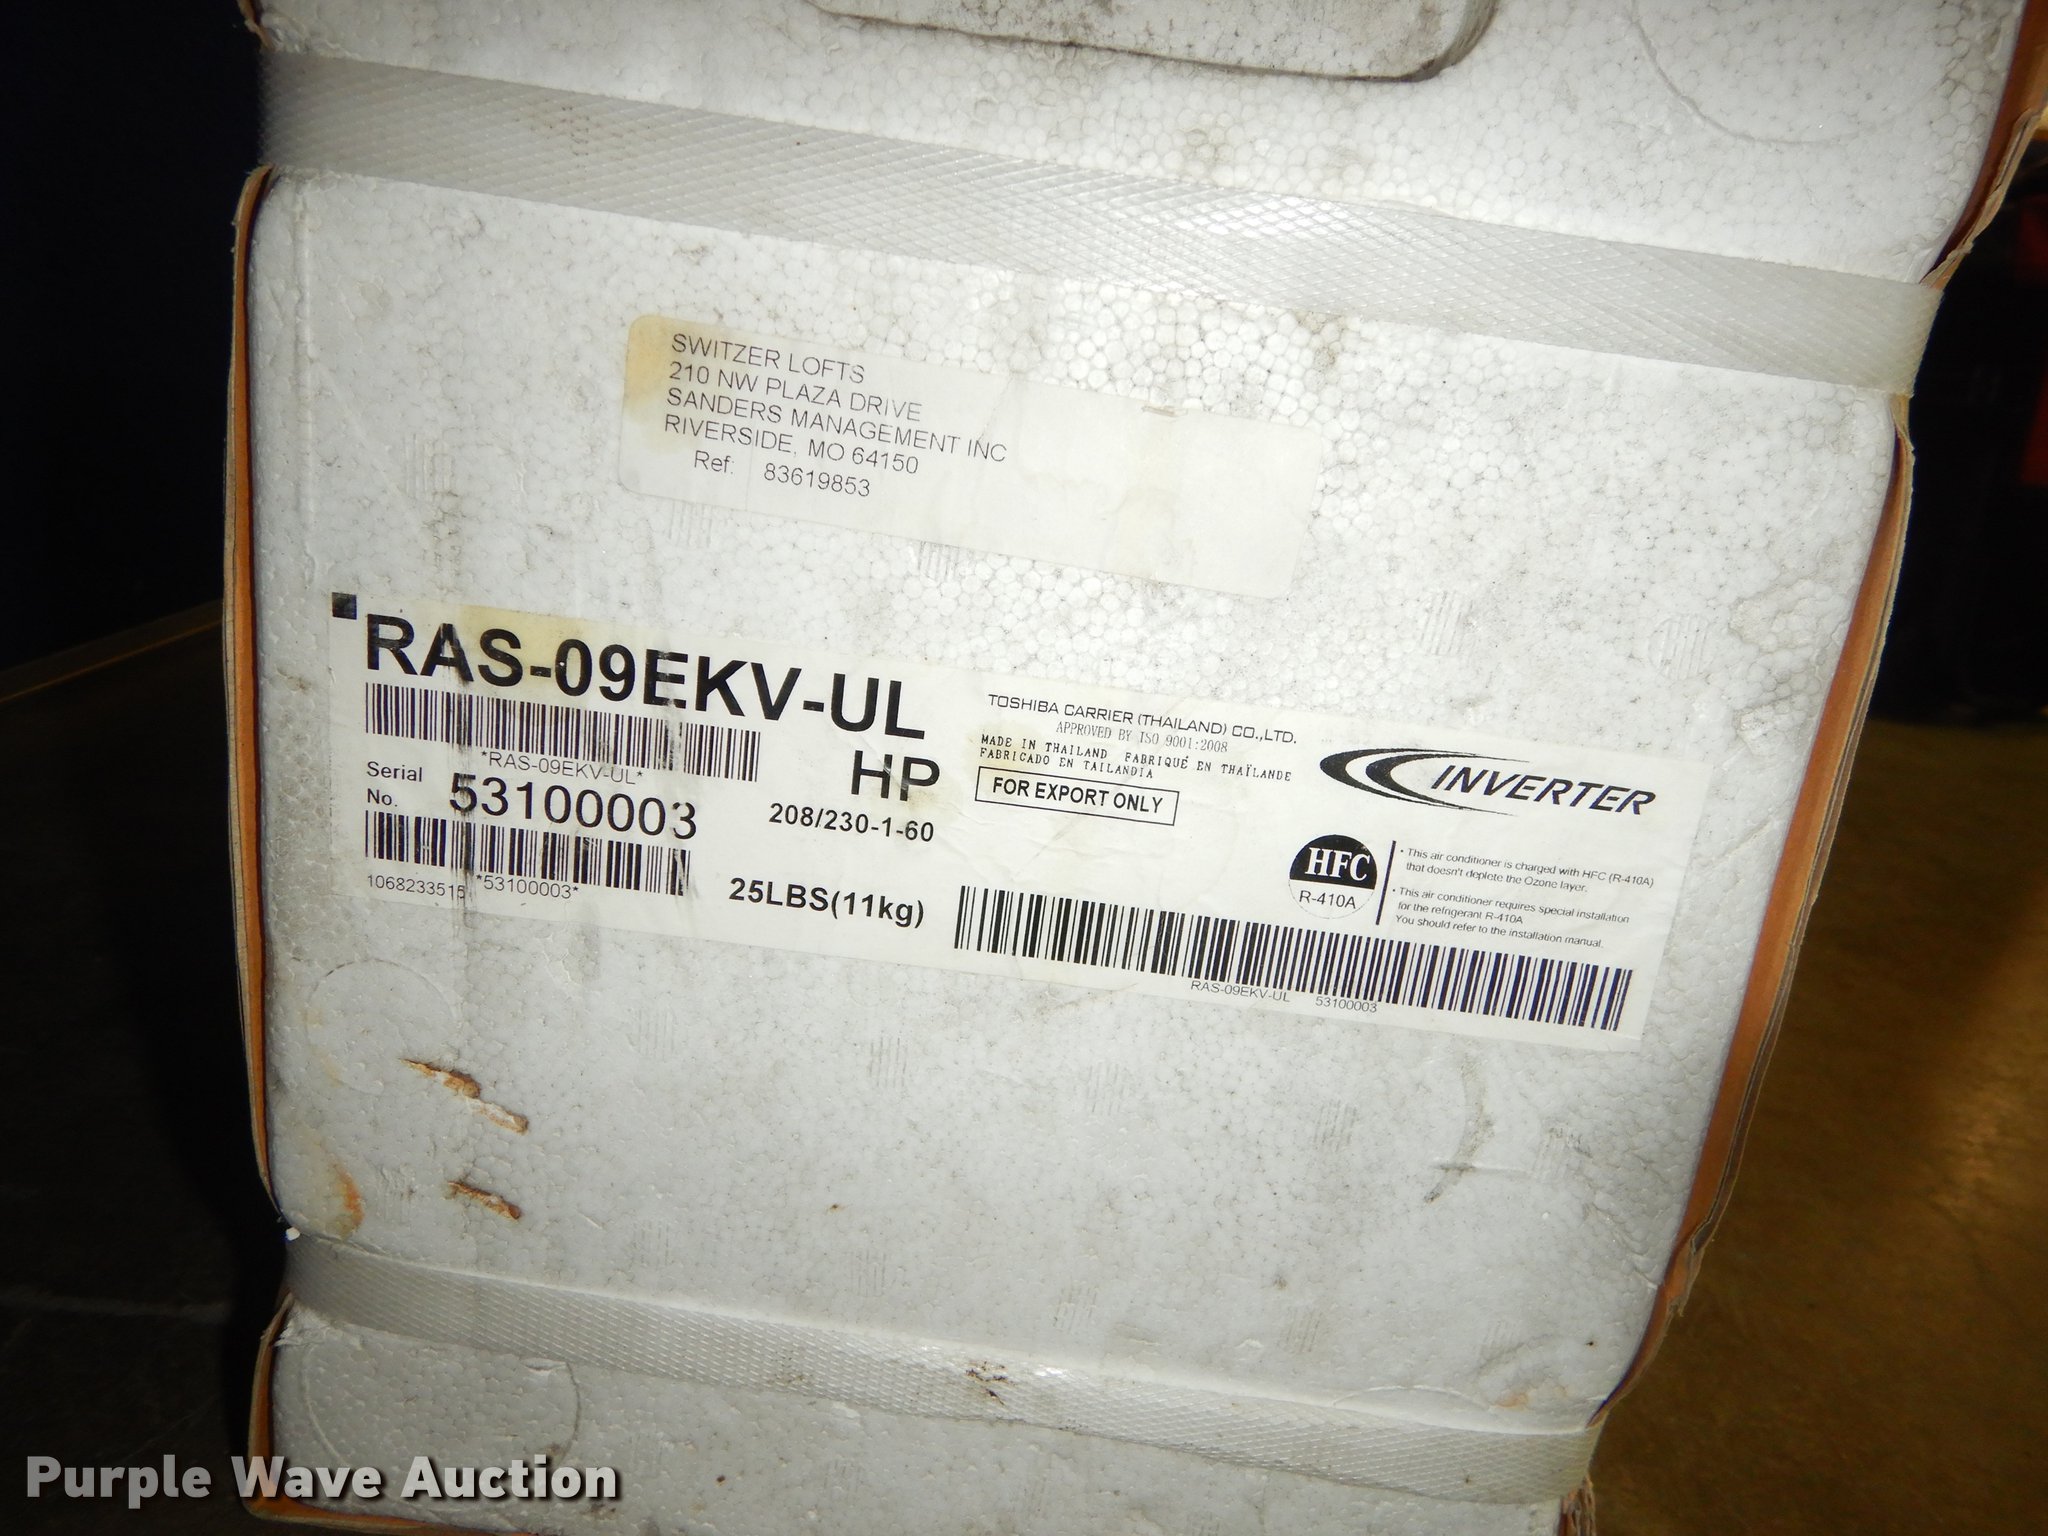 SWITZER LOFTS
210 NW PLAZA DRIVE
SANDERS MANAGEMENT INC
RIVERSIDE, MO 64150
Ref: 83619853
RAS-09EKV-UL
*RAS-09EKV-UL*
HP
Serial No. 53100003
208/230-1-60
1068233515 *53100003*
25LBS(11kg)
TOSHIBA CARRIER (THAILAND) CO.,LTD.
APPROVED BY ISO 9001:2008
MADE IN THAILAND FABRIQUÉ EN THAÏLANDE
FABRICADO EN TAILANDIA
FOR EXPORT ONLY
INVERTER
HFC
R-410A
• This air conditioner is charged with HFC (R-410A)
that doesn't deplete the Ozone layer.
• This air conditioner requires special installation
for the refrigerant R-410A
You should refer to the installation manual.
RAS-09EKV-UL 53100003
Purple Wave Auction